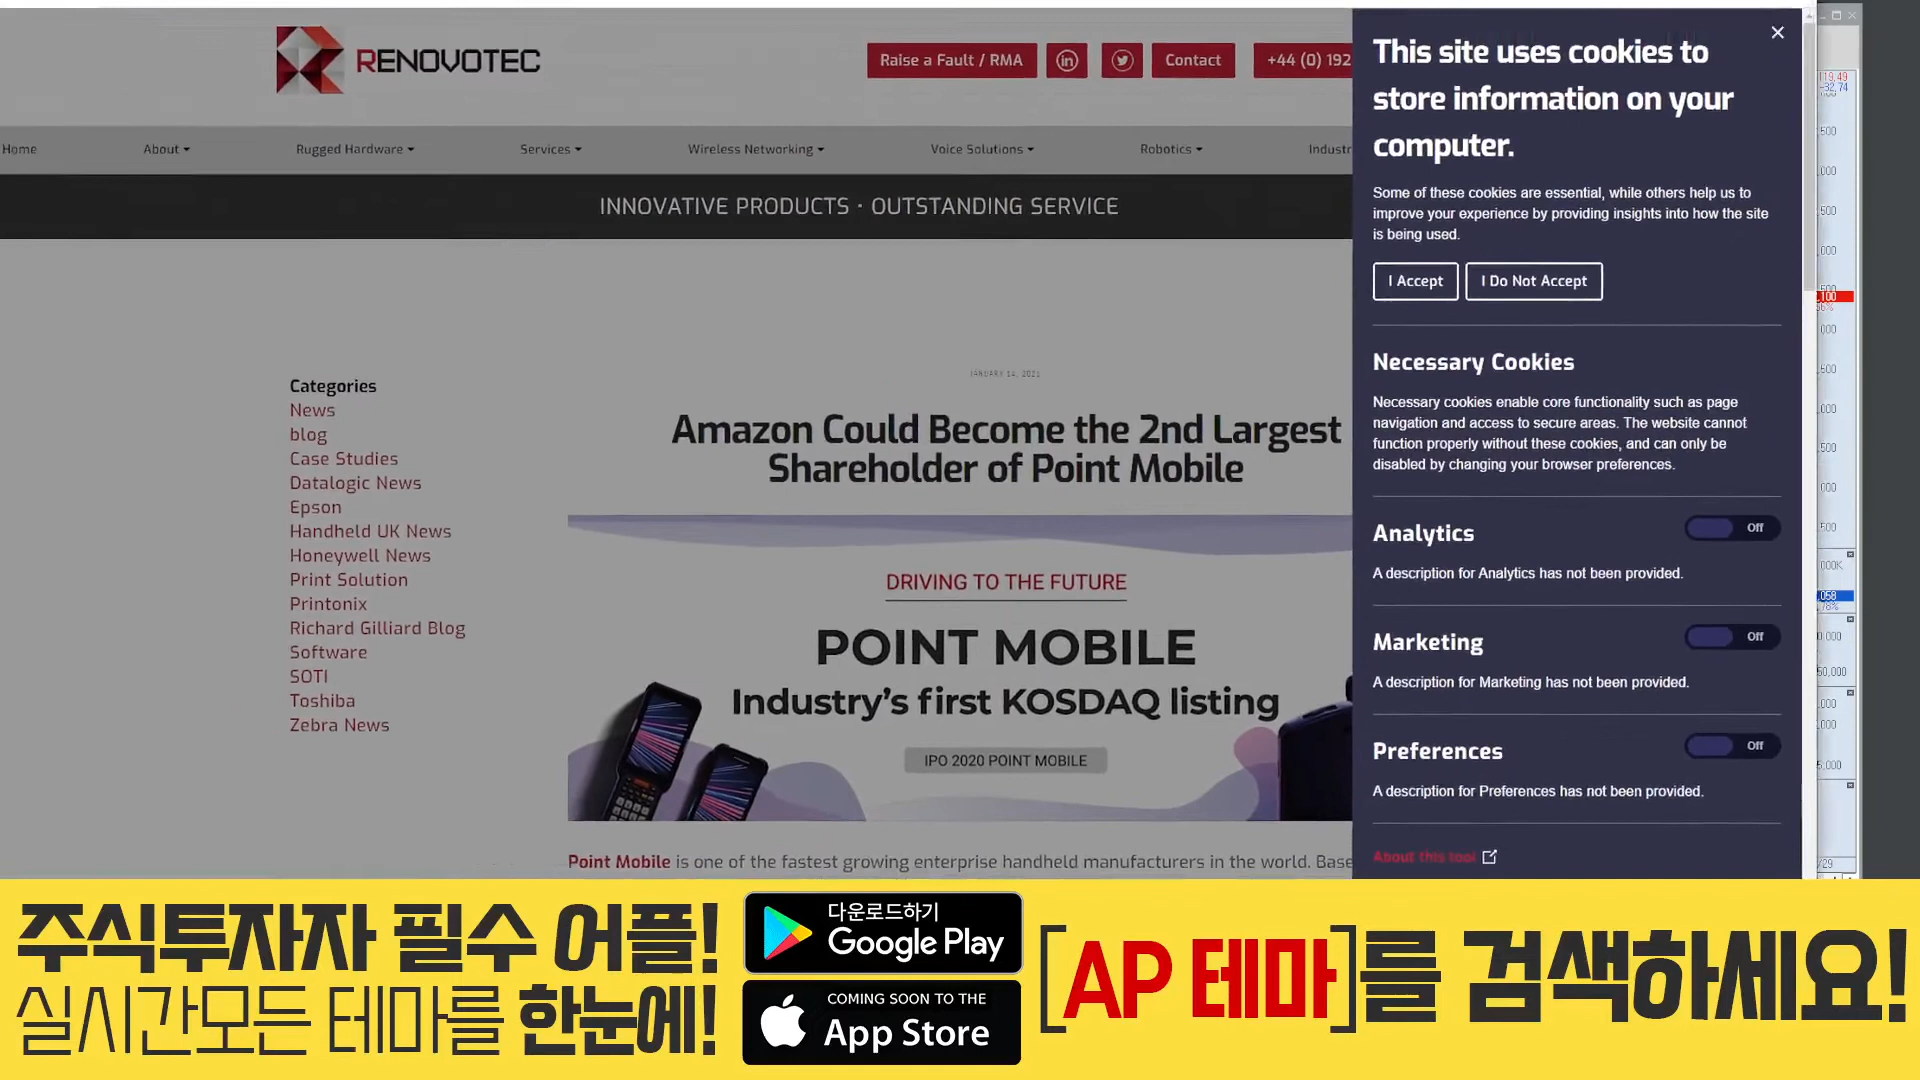 RENOVOTEC
Raise a Fault / RMA
Contact
+44 (0) 192
Home
About
Rugged Hardware
Services
Wireless Networking
Voice Solutions
Robotics
Industr
INNOVATIVE PRODUCTS · OUTSTANDING SERVICE
Categories
News
blog
Case Studies
Datalogic News
Epson
Handheld UK News
Honeywell News
Print Solution
Printonix
Richard Gilliard Blog
Software
SOTI
Toshiba
Zebra News
JANUARY 14, 2021
Amazon Could Become the 2nd Largest
Shareholder of Point Mobile
DRIVING TO THE FUTURE
POINT MOBILE
Industry's first KOSDAQ listing
IPO 2020 POINT MOBILE
Point Mobile is one of the fastest growing enterprise handheld manufacturers in the world. Base
This site uses cookies to
store information on your
computer.
Some of these cookies are essential, while others help us to
improve your experience by providing insights into how the site
is being used.
I Accept
I Do Not Accept
Necessary Cookies
Necessary cookies enable core functionality such as page
navigation and access to secure areas. The website cannot
function properly without these cookies, and can only be
disabled by changing your browser preferences.
Analytics
Off
A description for Analytics has not been provided.
Marketing
Off
A description for Marketing has not been provided.
Preferences
Off
A description for Preferences has not been provided.
About this tool
주식투자자 필수 어플!
실시간모든 테마를 한눈에!
다운로드하기
Google Play
COMING SOON TO THE
App Store
[AP 테마]를 검색하세요!